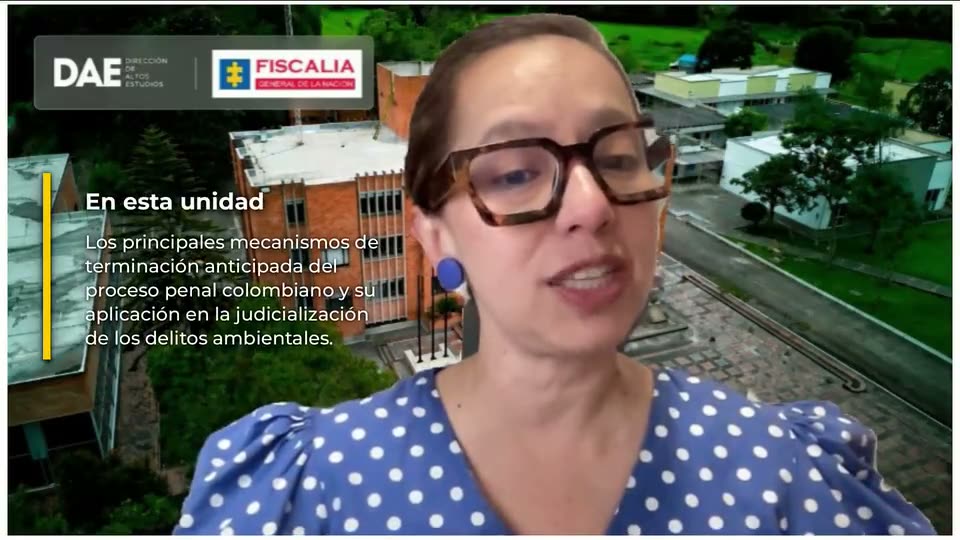 DAE
DIRECCIÓN
DE
ALTOS
ESTUDIOS
FISCALIA
GENERAL DE LA NACION
En esta unidad
Los principales mecanismos de
terminación anticipada del
proceso penal colombiano y su
aplicación en la judicialización
de los delitos ambientales.